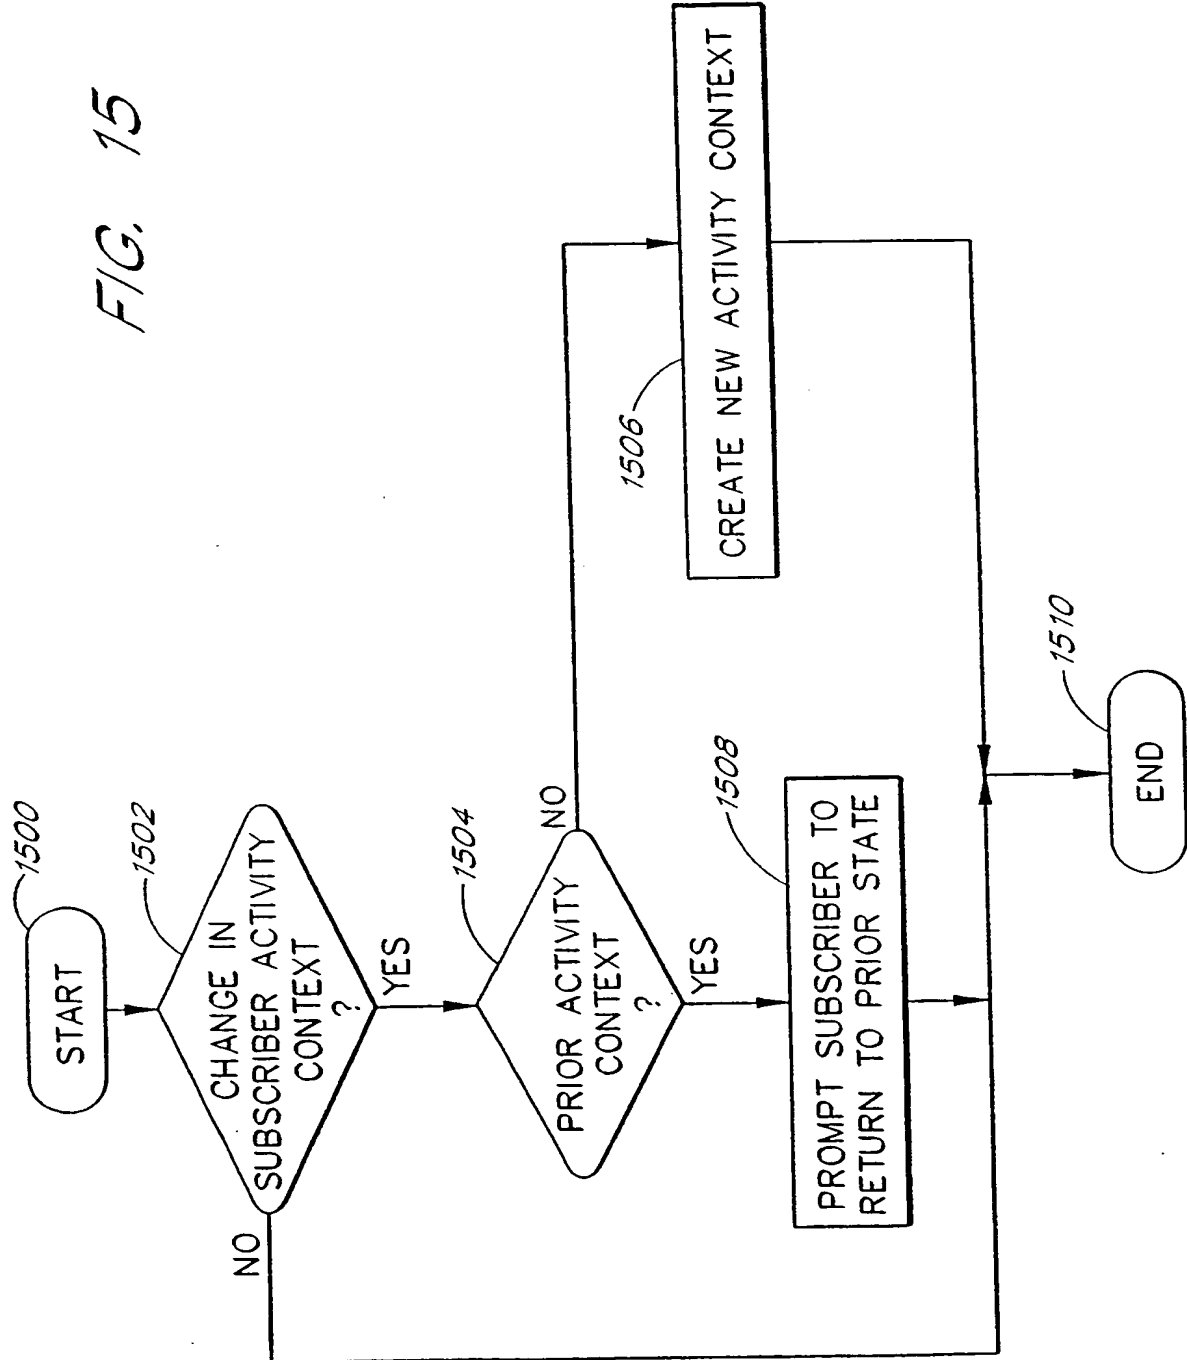 FIG. 15
1500
START
1502
CHANGE IN
SUBSCRIBER ACTIVITY
CONTEXT
?
NO
YES
1504
PRIOR ACTIVITY
CONTEXT
?
NO
YES
1506
CREATE NEW ACTIVITY CONTEXT
1508
PROMPT SUBSCRIBER TO
RETURN TO PRIOR STATE
1510
END